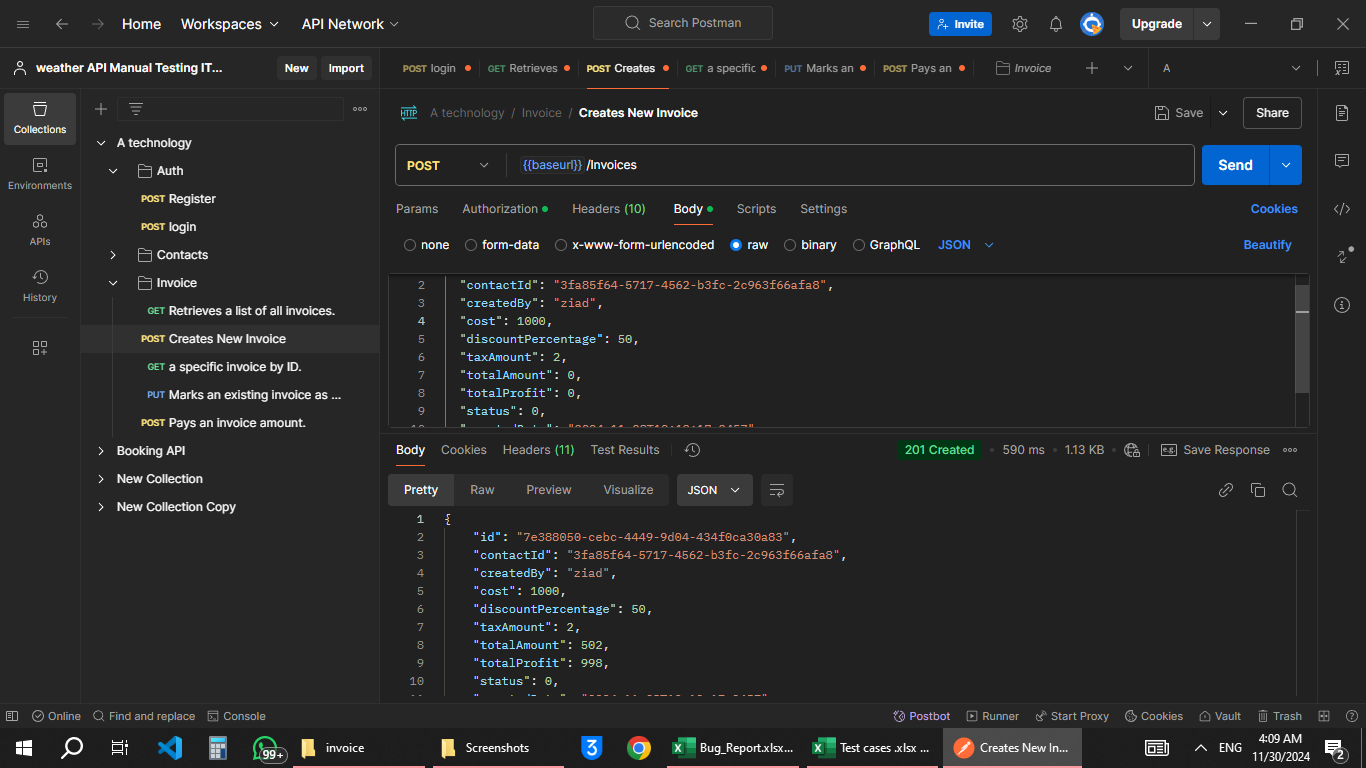 Home Workspaces API Network Search Postman Invite Upgrade
weather API Manual Testing IT... New Import
POST login GET Retrieves POST Creates GET a specific PUT Marks an POST Pays an Invoice A
Collections
Environments
APIs
History
A technology
Auth
POST Register
POST login
Contacts
Invoice
GET Retrieves a list of all invoices.
POST Creates New Invoice
GET a specific invoice by ID.
PUT Marks an existing invoice as ...
POST Pays an invoice amount.
Booking API
New Collection
New Collection Copy
HTTP A technology / Invoice / Creates New Invoice Save Share
POST {{baseurl}} /Invoices Send
Params Authorization Headers (10) Body Scripts Settings Cookies
none form-data x-www-form-urlencoded raw binary GraphQL JSON Beautify
2 "contactId": "3fa85f64-5717-4562-b3fc-2c963f66afa8",
3 "createdBy": "ziad",
4 "cost": 1000,
5 "discountPercentage": 50,
6 "taxAmount": 2,
7 "totalAmount": 0,
8 "totalProfit": 0,
9 "status": 0,
Body Cookies Headers (11) Test Results 201 Created 590 ms 1.13 KB e.g. Save Response
Pretty Raw Preview Visualize JSON
1 {
2 "id": "7e388050-cebc-4449-9d04-434f0ca30a83",
3 "contactId": "3fa85f64-5717-4562-b3fc-2c963f66afa8",
4 "createdBy": "ziad",
5 "cost": 1000,
6 "discountPercentage": 50,
7 "taxAmount": 2,
8 "totalAmount": 502,
9 "totalProfit": 998,
10 "status": 0,
Online Find and replace Console Postbot Runner Start Proxy Cookies Vault Trash
99+ invoice Screenshots 3 Bug_Report.xlsx... Test cases .xlsx ... Creates New In... ENG 4:09 AM
11/30/2024 2